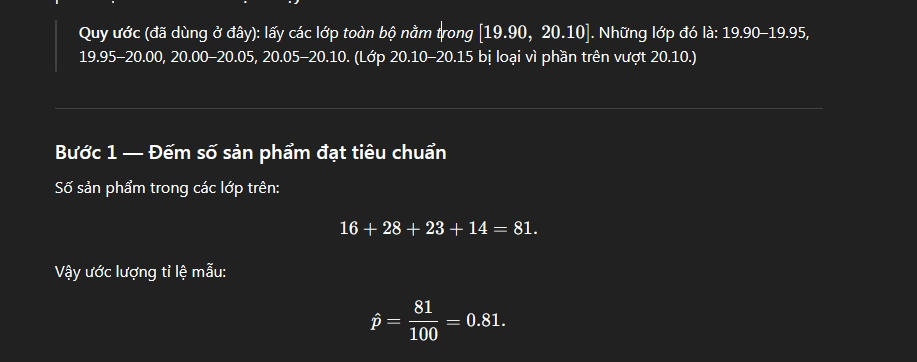 Quy ước (đã dùng ở đây): lấy các lớp toàn bộ nằm trong [19.90, 20.10]. Những lớp đó là: 19.90–19.95,
19.95–20.00, 20.00–20.05, 20.05–20.10. (Lớp 20.10–20.15 bị loại vì phần trên vượt 20.10.)
Bước 1 — Đếm số sản phẩm đạt tiêu chuẩn
Số sản phẩm trong các lớp trên:
16 + 28 + 23 + 14 = 81.
Vậy ước lượng tỉ lệ mẫu:
p̂ = 81/100 = 0.81.